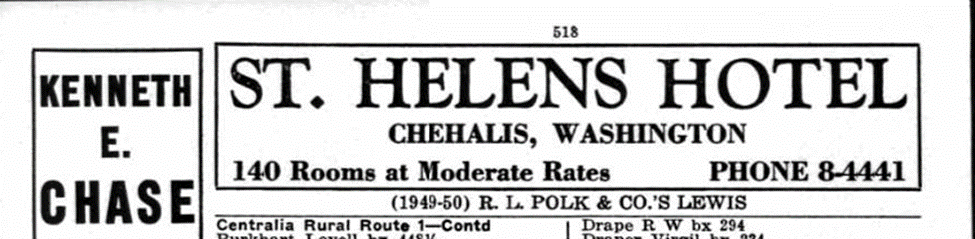 518
KENNETH
E.
CHASE
ST. HELENS HOTEL
CHEHALIS, WASHINGTON
140 Rooms at Moderate Rates PHONE 8-4441
(1949-50) R. L. POLK & CO.'S LEWIS
Centralia Rural Route 1—Contd
Drape R W bx 294